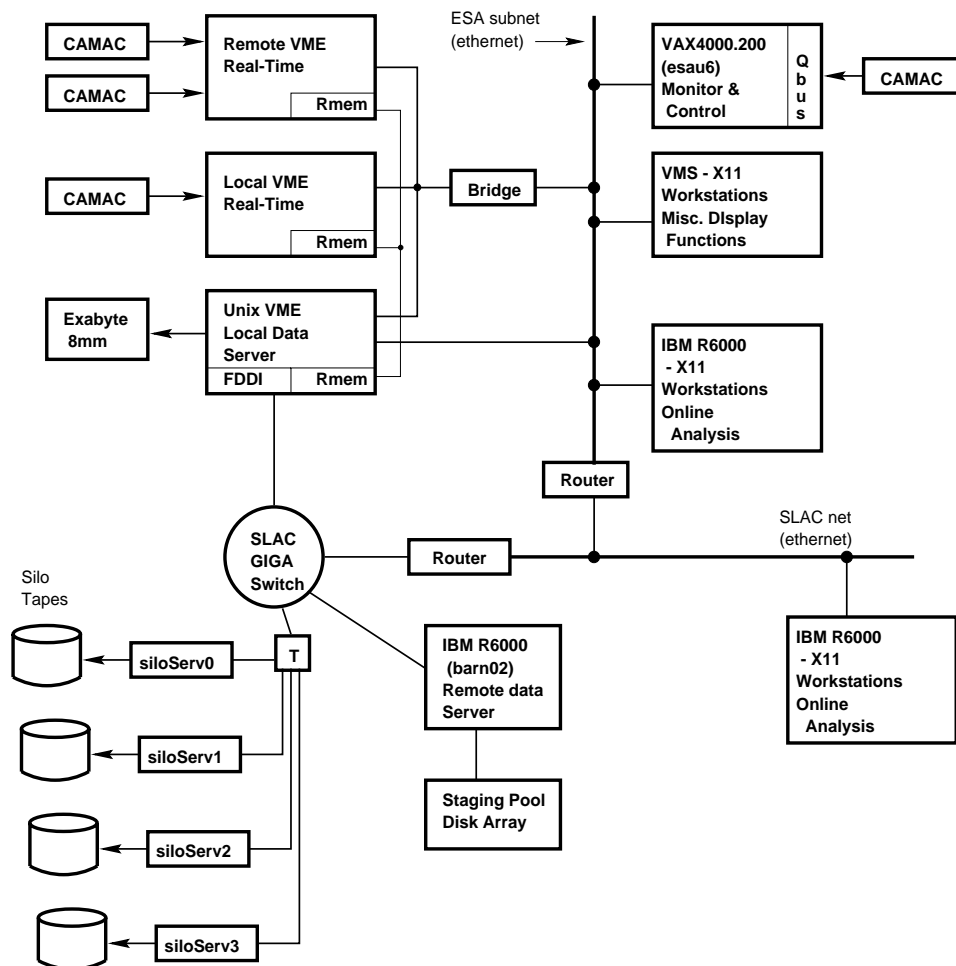 ESA subnet
(ethernet)
CAMAC
CAMAC
Remote VME
Real-Time
Rmem
VAX4000.200
(esau6)
Monitor &
Control
Q
b
u
s
CAMAC
CAMAC
Local VME
Real-Time
Rmem
Bridge
VMS - X11
Workstations
Misc. DIsplay
Functions
Exabyte
8mm
Unix VME
Local Data
Server
FDDI
Rmem
IBM R6000
- X11
Workstations
Online
Analysis
Router
SLAC
GIGA
Switch
Router
SLAC net
(ethernet)
Silo
Tapes
T
siloServ0
siloServ1
siloServ2
siloServ3
IBM R6000
(barn02)
Remote data
Server
Staging Pool
Disk Array
IBM R6000
- X11
Workstations
Online
Analysis